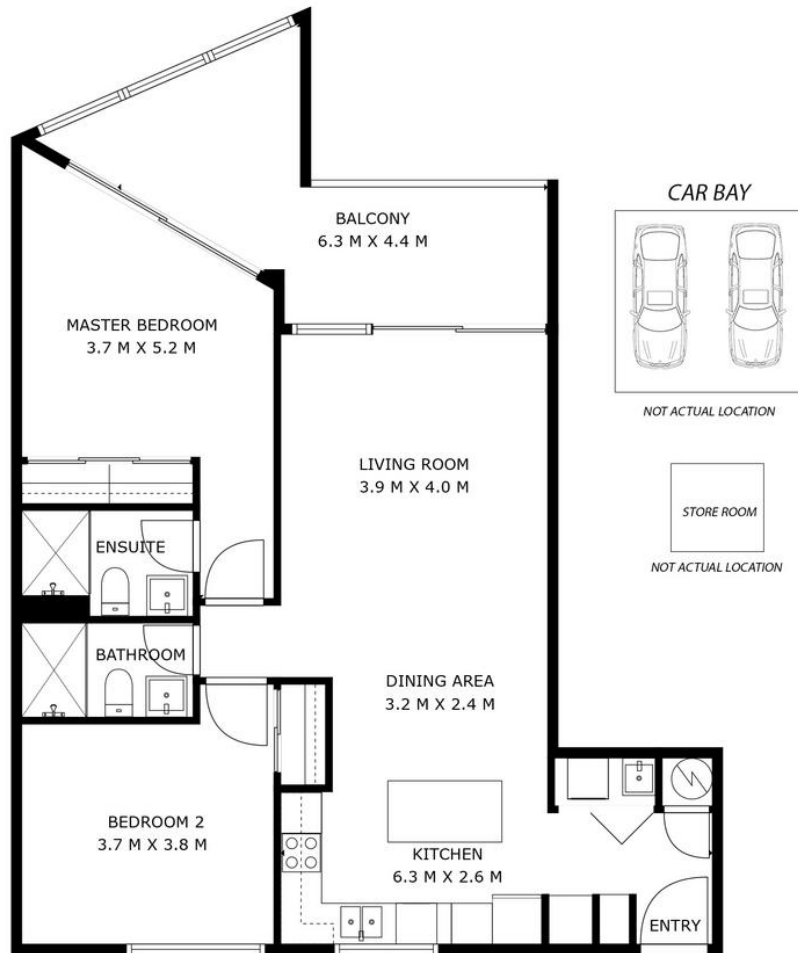 CAR BAY
BALCONY
6.3 M X 4.4 M
MASTER BEDROOM
3.7 M X 5.2 M
NOT ACTUAL LOCATION
LIVING ROOM
3.9 M X 4.0 M
STORE ROOM
ENSUITE
NOT ACTUAL LOCATION
BATHROOM
DINING AREA
3.2 M X 2.4 M
BEDROOM 2
3.7 M X 3.8 M
KITCHEN
6.3 M X 2.6 M
ENTRY